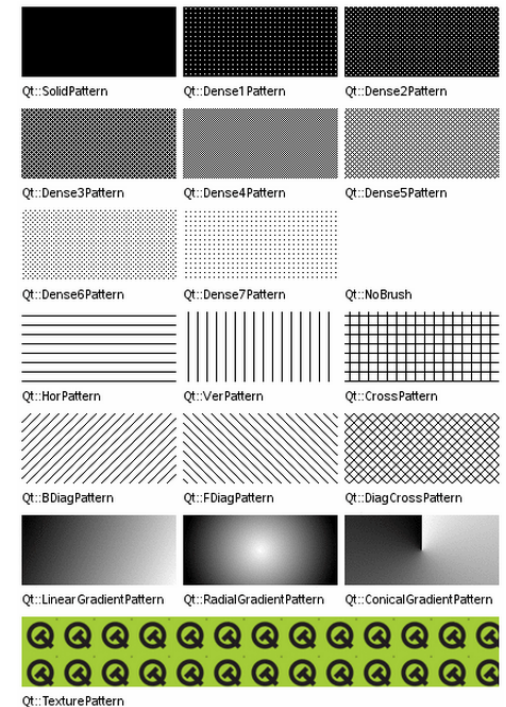 Qt::SolidPattern Qt::Dense1Pattern Qt::Dense2Pattern
Qt::Dense3Pattern Qt::Dense4Pattern Qt::Dense5Pattern
Qt::Dense6Pattern Qt::Dense7Pattern Qt::NoBrush
Qt::HorPattern Qt::VerPattern Qt::CrossPattern
Qt::BDiagPattern Qt::FDiagPattern Qt::DiagCrossPattern
Qt::LinearGradientPattern Qt::RadialGradientPattern Qt::ConicalGradientPattern
Qt::TexturePattern